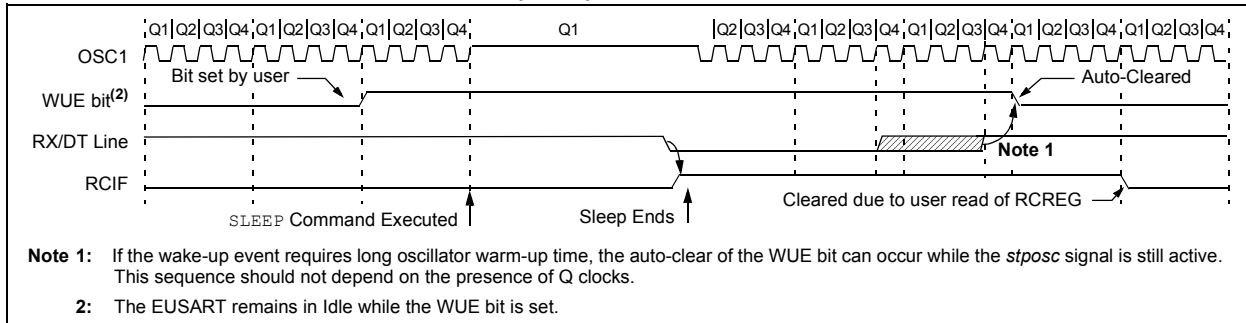 Q1 Q2 Q3 Q4 Q1 Q2 Q3 Q4 Q1 Q2 Q3 Q4 Q1 Q2 Q3 Q4 Q1 Q2 Q3 Q4 Q1 Q2 Q3 Q4 Q1 Q2 Q3 Q4 Q1 Q2 Q3 Q4
OSC1
Bit set by user
Auto-Cleared
WUE bit(2)
RX/DT Line
Note 1
RCIF
Cleared due to user read of RCREG
SLEEP Command Executed
Sleep Ends
Note 1: If the wake-up event requires long oscillator warm-up time, the auto-clear of the WUE bit can occur while the stposc signal is still active.
This sequence should not depend on the presence of Q clocks.
2: The EUSART remains in Idle while the WUE bit is set.